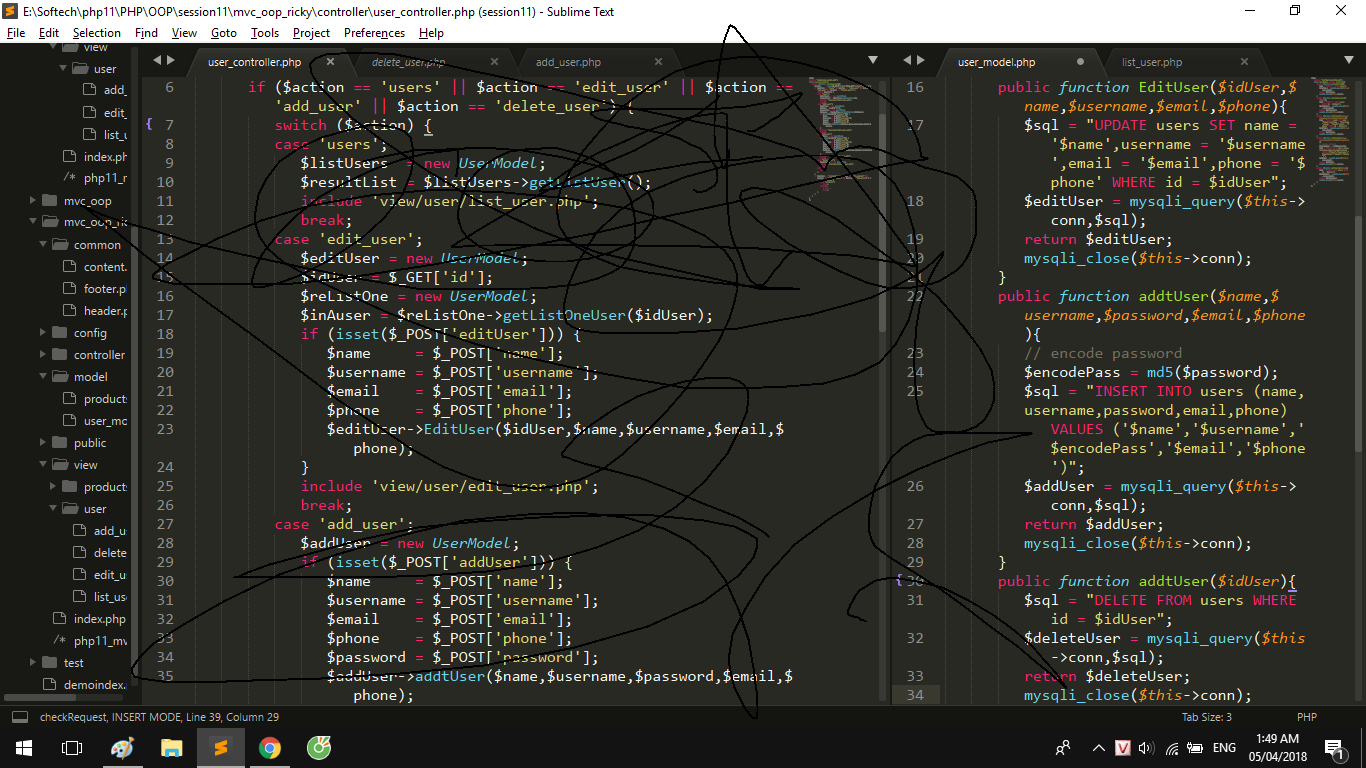 E:\Softech\php11\PHP\OOP\session11\mvc_oop_ricky\controller\user_controller.php (session11) - Sublime Text
File Edit Selection Find View Goto Tools Project Preferences Help
view
user
add_
edit_
list_u
index.ph
php11_m
mvc_oop
mvc_oop_ric
common
content.
footer.p
header.p
config
controller
model
product
user_mo
public
view
product
user
add_u
delete
edit_u
list_use
index.php
php11_mv
test
demoindex.
user_controller.php delete_user.php add_user.php
6 if ($action == 'users' || $action == 'edit_user' || $action ==
'add_user' || $action == 'delete_user') {
7 switch ($action) {
8 case 'users';
9 $listUsers = new UserModel;
10 $resultList = $listUsers->getListUser();
11 include 'view/user/list_user.php';
12 break;
13 case 'edit_user';
14 $editUser = new UserModel;
15 $idUser = $_GET['id'];
16 $reListOne = new UserModel;
17 $inAuser = $reListOne->getListOneUser($idUser);
18 if (isset($_POST['editUser'])) {
19 $name = $_POST['name'];
20 $username = $_POST['username'];
21 $email = $_POST['email'];
22 $phone = $_POST['phone'];
23 $editUser->EditUser($idUser,$name,$username,$email,$
phone);
24 }
25 include 'view/user/edit_user.php';
26 break;
27 case 'add_user';
28 $addUser = new UserModel;
29 if (isset($_POST['addUser'])) {
30 $name = $_POST['name'];
31 $username = $_POST['username'];
32 $email = $_POST['email'];
33 $phone = $_POST['phone'];
34 $password = $_POST['password'];
35 $addUser->addtUser($name,$username,$password,$email,$
phone);
user_model.php list_user.php
16 public function EditUser($idUser,$
name,$username,$email,$phone){
17 $sql = "UPDATE users SET name =
'$name',username = '$username
',email = '$email',phone = '$
phone' WHERE id = $idUser";
18 $editUser = mysqli_query($this->
conn,$sql);
19 return $editUser;
20 mysqli_close($this->conn);
21 }
22 public function addtUser($name,$
username,$password,$email,$phone
){
23 // encode password
24 $encodePass = md5($password);
25 $sql = "INSERT INTO users (name,
username,password,email,phone)
VALUES ('$name','$username','
$encodePass','$email','$phone
')";
26 $addUser = mysqli_query($this->
conn,$sql);
27 return $addUser;
28 mysqli_close($this->conn);
29 }
30 public function addtUser($idUser){
31 $sql = "DELETE FROM users WHERE
id = $idUser";
32 $deleteUser = mysqli_query($this
->conn,$sql);
33 return $deleteUser;
34 mysqli_close($this->conn);
checkRequest, INSERT MODE, Line 39, Column 29 Tab Size: 3 PHP
ENG 1:49 AM
05/04/2018